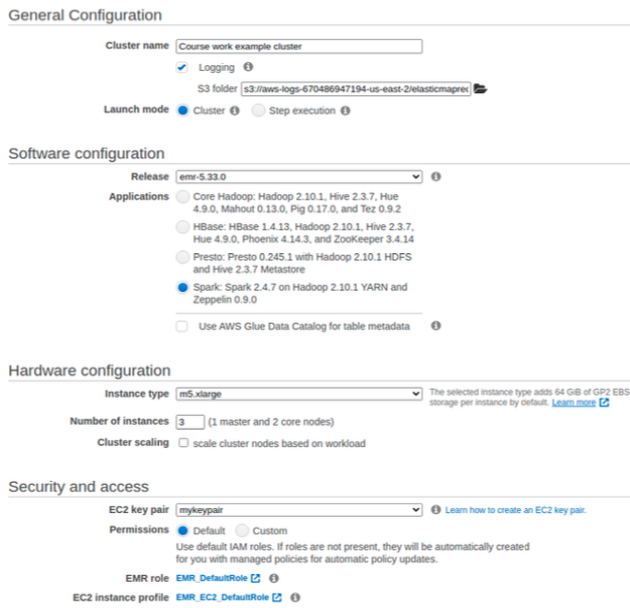 General Configuration
Cluster name Course work example cluster
Logging
S3 folder s3://aws-logs-670486947194-us-east-2/elasticmapred
Launch mode Cluster Step execution
Software configuration
Release emr-5.33.0
Applications Core Hadoop: Hadoop 2.10.1, Hive 2.3.7, Hue
4.9.0, Mahout 0.13.0, Pig 0.17.0, and Tez 0.9.2
HBase: HBase 1.4.13, Hadoop 2.10.1, Hive 2.3.7,
Hue 4.9.0, Phoenix 4.14.3, and ZooKeeper 3.4.14
Presto: Presto 0.245.1 with Hadoop 2.10.1 HDFS
and Hive 2.3.7 Metastore
Spark: Spark 2.4.7 on Hadoop 2.10.1 YARN and
Zeppelin 0.9.0
Use AWS Glue Data Catalog for table metadata
Hardware configuration
Instance type m5.xlarge The selected instance type adds 64 GiB of GP2 EBS
storage per instance by default. Learn more
Number of instances 3 (1 master and 2 core nodes)
Cluster scaling scale cluster nodes based on workload
Security and access
EC2 key pair mykeypair Learn how to create an EC2 key pair.
Permissions Default Custom
Use default IAM roles. If roles are not present, they will be automatically created
for you with managed policies for automatic policy updates.
EMR role EMR_DefaultRole
EC2 instance profile EMR_EC2_DefaultRole